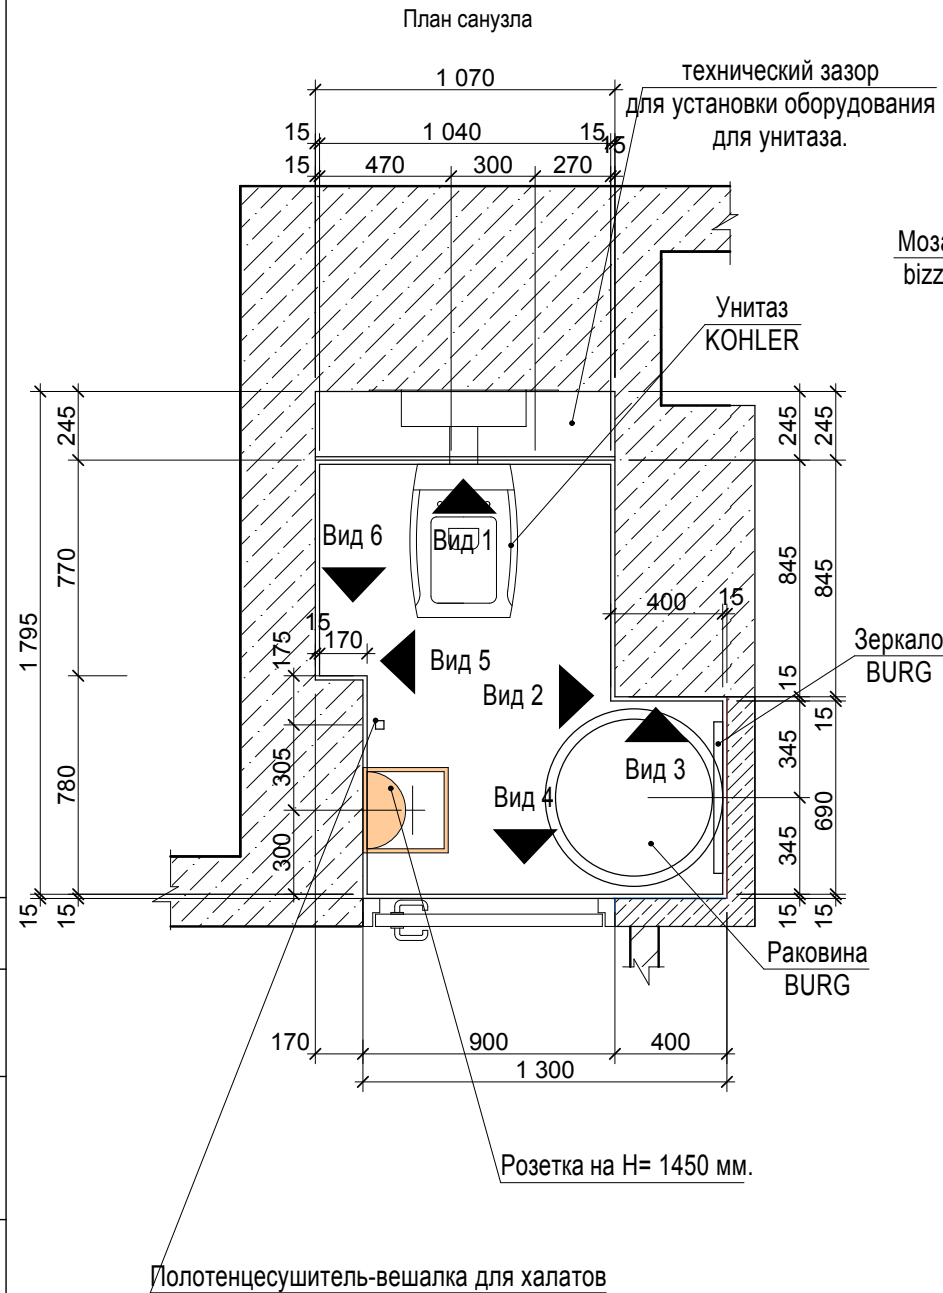 План санузла
1 070
технический зазор
для установки оборудования
для унитаза.
15 1 040 15
15
15 470 300 270
Моза
bizz
Унитаз
KOHLER
245
245
245
Вид 6
Вид 1
770
845
845
1 795
400 15
15
170
175
Вид 5
Вид 2
Зеркало
BURG
15
15
305
780
345
Вид 3
Вид 4
690
300
345
15
15
15
15
Раковина
BURG
170 900 400
1 300
Розетка на H= 1450 мм.
Полотенцесушитель-вешалка для халатов